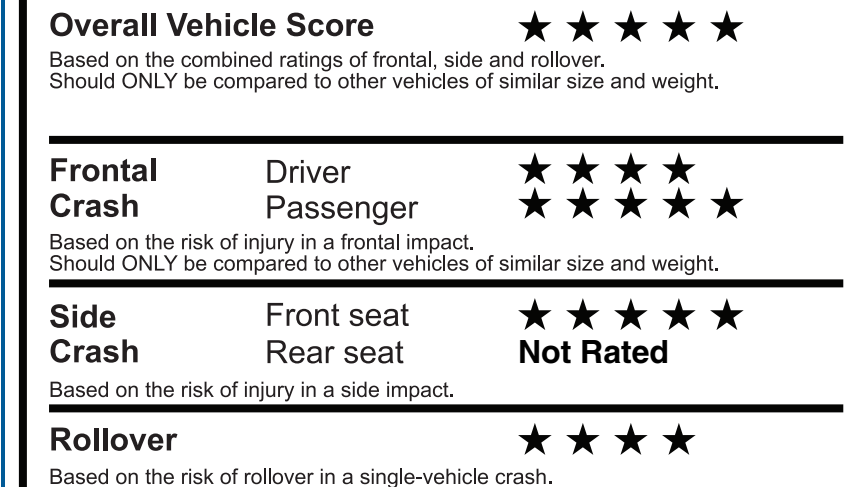 Overall Vehicle Score ★ ★ ★ ★ ★
Based on the combined ratings of frontal, side and rollover.
Should ONLY be compared to other vehicles of similar size and weight.
Frontal Driver ★ ★ ★ ★
Crash Passenger ★ ★ ★ ★ ★
Based on the risk of injury in a frontal impact.
Should ONLY be compared to other vehicles of similar size and weight.
Side Front seat ★ ★ ★ ★ ★
Crash Rear seat Not Rated
Based on the risk of injury in a side impact.
Rollover ★ ★ ★ ★
Based on the risk of rollover in a single-vehicle crash.